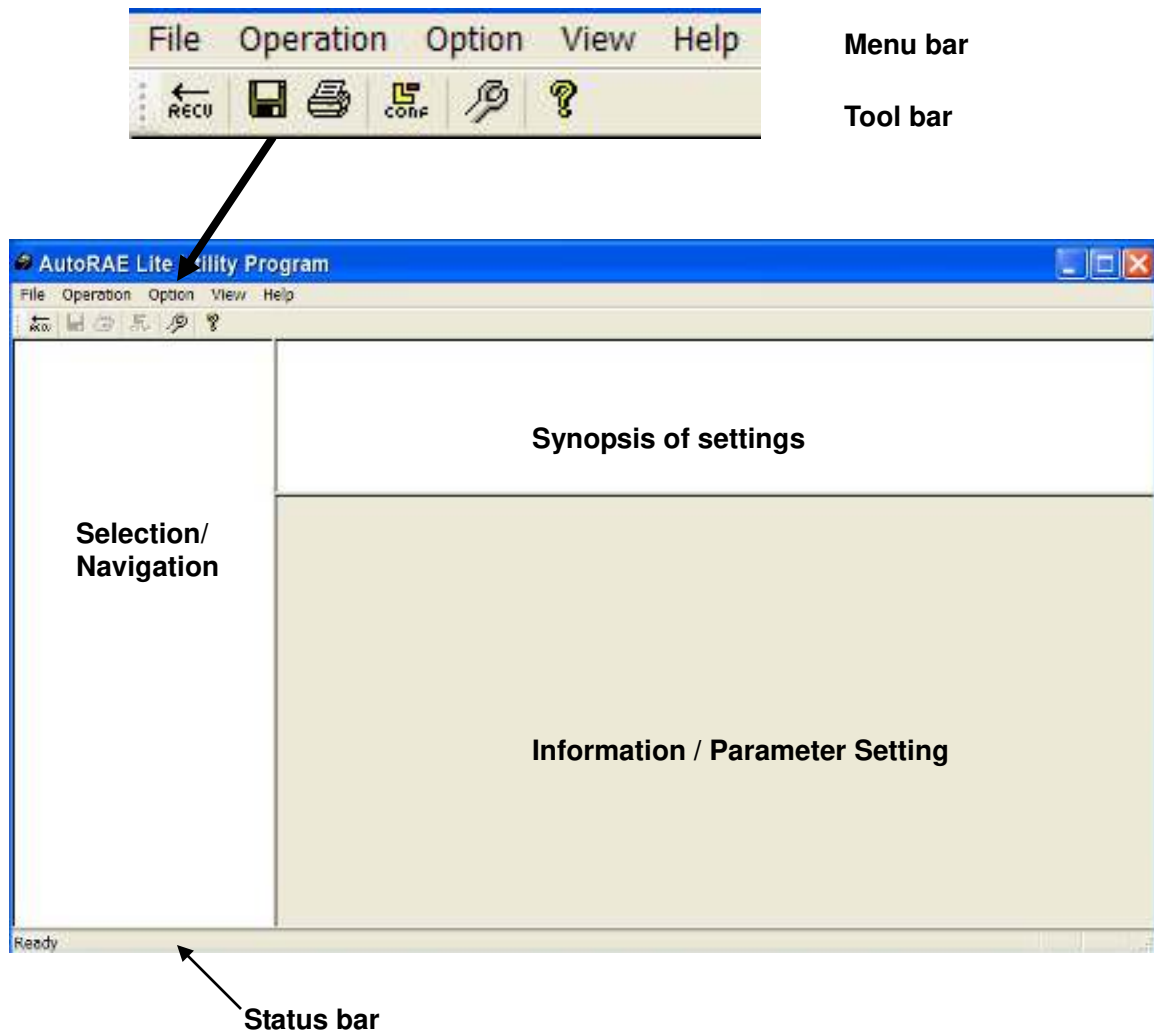 File Operation Option View Help
Menu bar
RECV CONF
Tool bar
AutoRAE Lite ility Program
File Operation Option View Help
Synopsis of settings
Selection/
Navigation
Information / Parameter Setting
Ready
Status bar